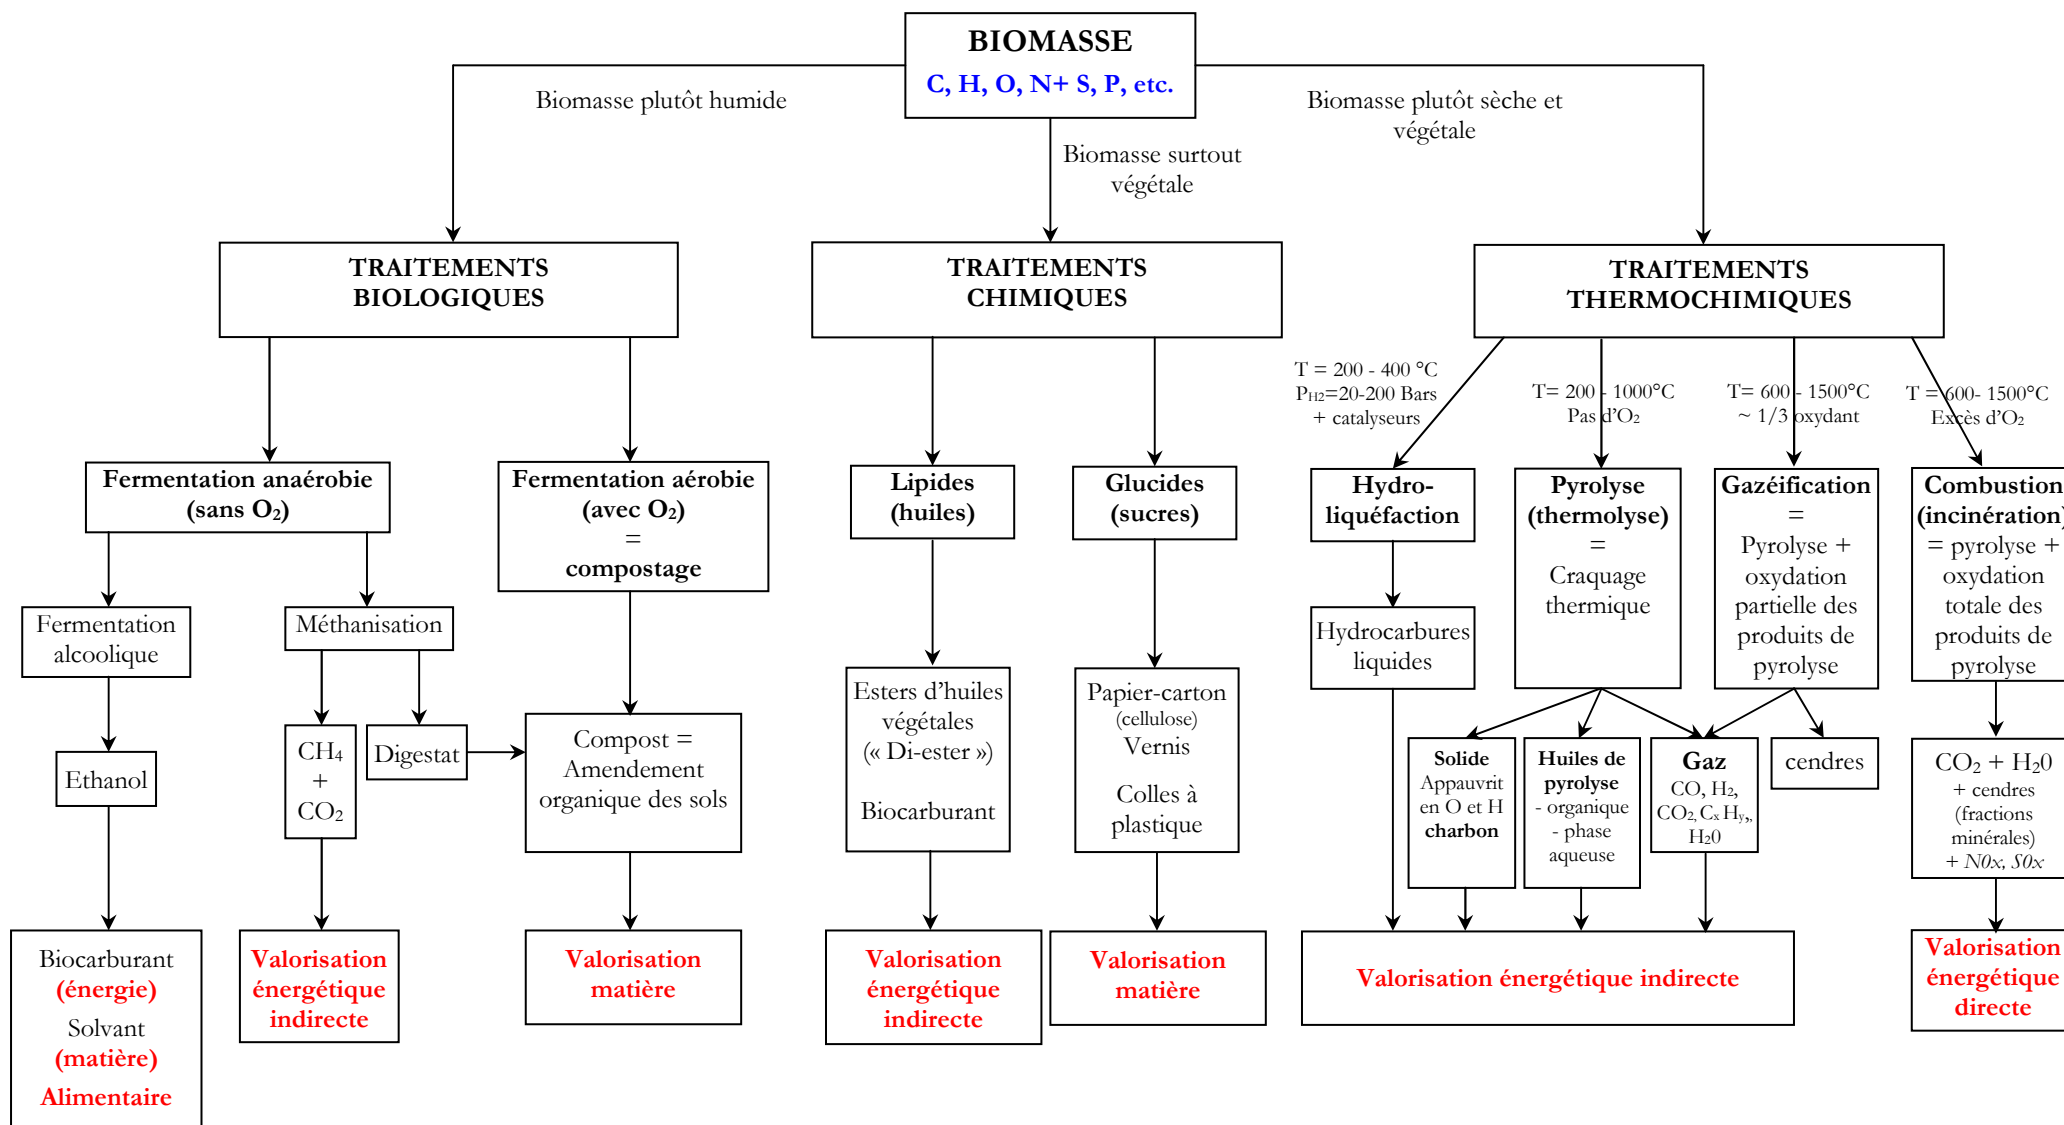 BIOMASSE
C, H, O, N+ S, P, etc.
Biomasse plutôt humide
Biomasse surtout
végétale
Biomasse plutôt sèche et
végétale
TRAITEMENTS
BIOLOGIQUES
TRAITEMENTS
CHIMIQUES
TRAITEMENTS
THERMOCHIMIQUES
T = 200 - 400 °C
PH2=20-200 Bars
+ catalyseurs
T= 200 - 1000°C
Pas d'O2
T= 600 - 1500°C
~ 1/3 oxydant
T = 600- 1500°C
Excès d'O2
Fermentation anaérobie
(sans O2)
Fermentation aérobie
(avec O2)
=
compostage
Lipides
(huiles)
Glucides
(sucres)
Hydro-
liquéfaction
Pyrolyse
(thermolyse)
=
Craquage
thermique
Gazéification
=
Pyrolyse +
oxydation
partielle des
produits de
pyrolyse
Combustion
(incinération)
= pyrolyse +
oxydation
totale des
produits de
pyrolyse
Fermentation
alcoolique
Méthanisation
Hydrocarbures
liquides
Ethanol
CH4
+
CO2
Digestat
Compost =
Amendement
organique des sols
Esters d'huiles
végétales
(« Di-ester »)
Biocarburant
Papier-carton
(cellulose)
Vernis
Colles à
plastique
Solide
Appauvrit
en O et H
charbon
Huiles de
pyrolyse
- organique
- phase
aqueuse
Gaz
CO, H2,
CO2, Cx Hy,,
H20
cendres
CO2 + H20
+ cendres
(fractions
minérales)
+ N0x, S0x
Biocarburant
(énergie)
Solvant
(matière)
Alimentaire
Valorisation
énergétique
indirecte
Valorisation
matière
Valorisation
énergétique
indirecte
Valorisation
matière
Valorisation énergétique indirecte
Valorisation
énergétique
directe